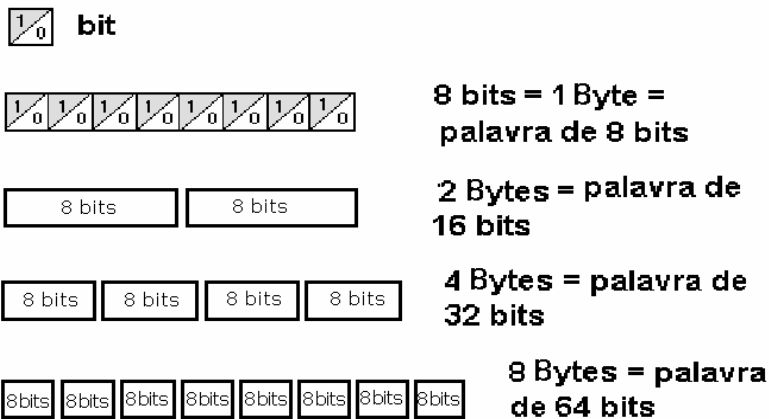 1/0 bit
1/0 1/0 1/0 1/0 1/0 1/0 1/0 1/0
8 bits = 1 Byte =
palavra de 8 bits
8 bits 8 bits
2 Bytes = palavra de
16 bits
8 bits 8 bits 8 bits 8 bits
4 Bytes = palavra de
32 bits
8bits 8bits 8bits 8bits 8bits 8bits 8bits 8bits
8 Bytes = palavra
de 64 bits